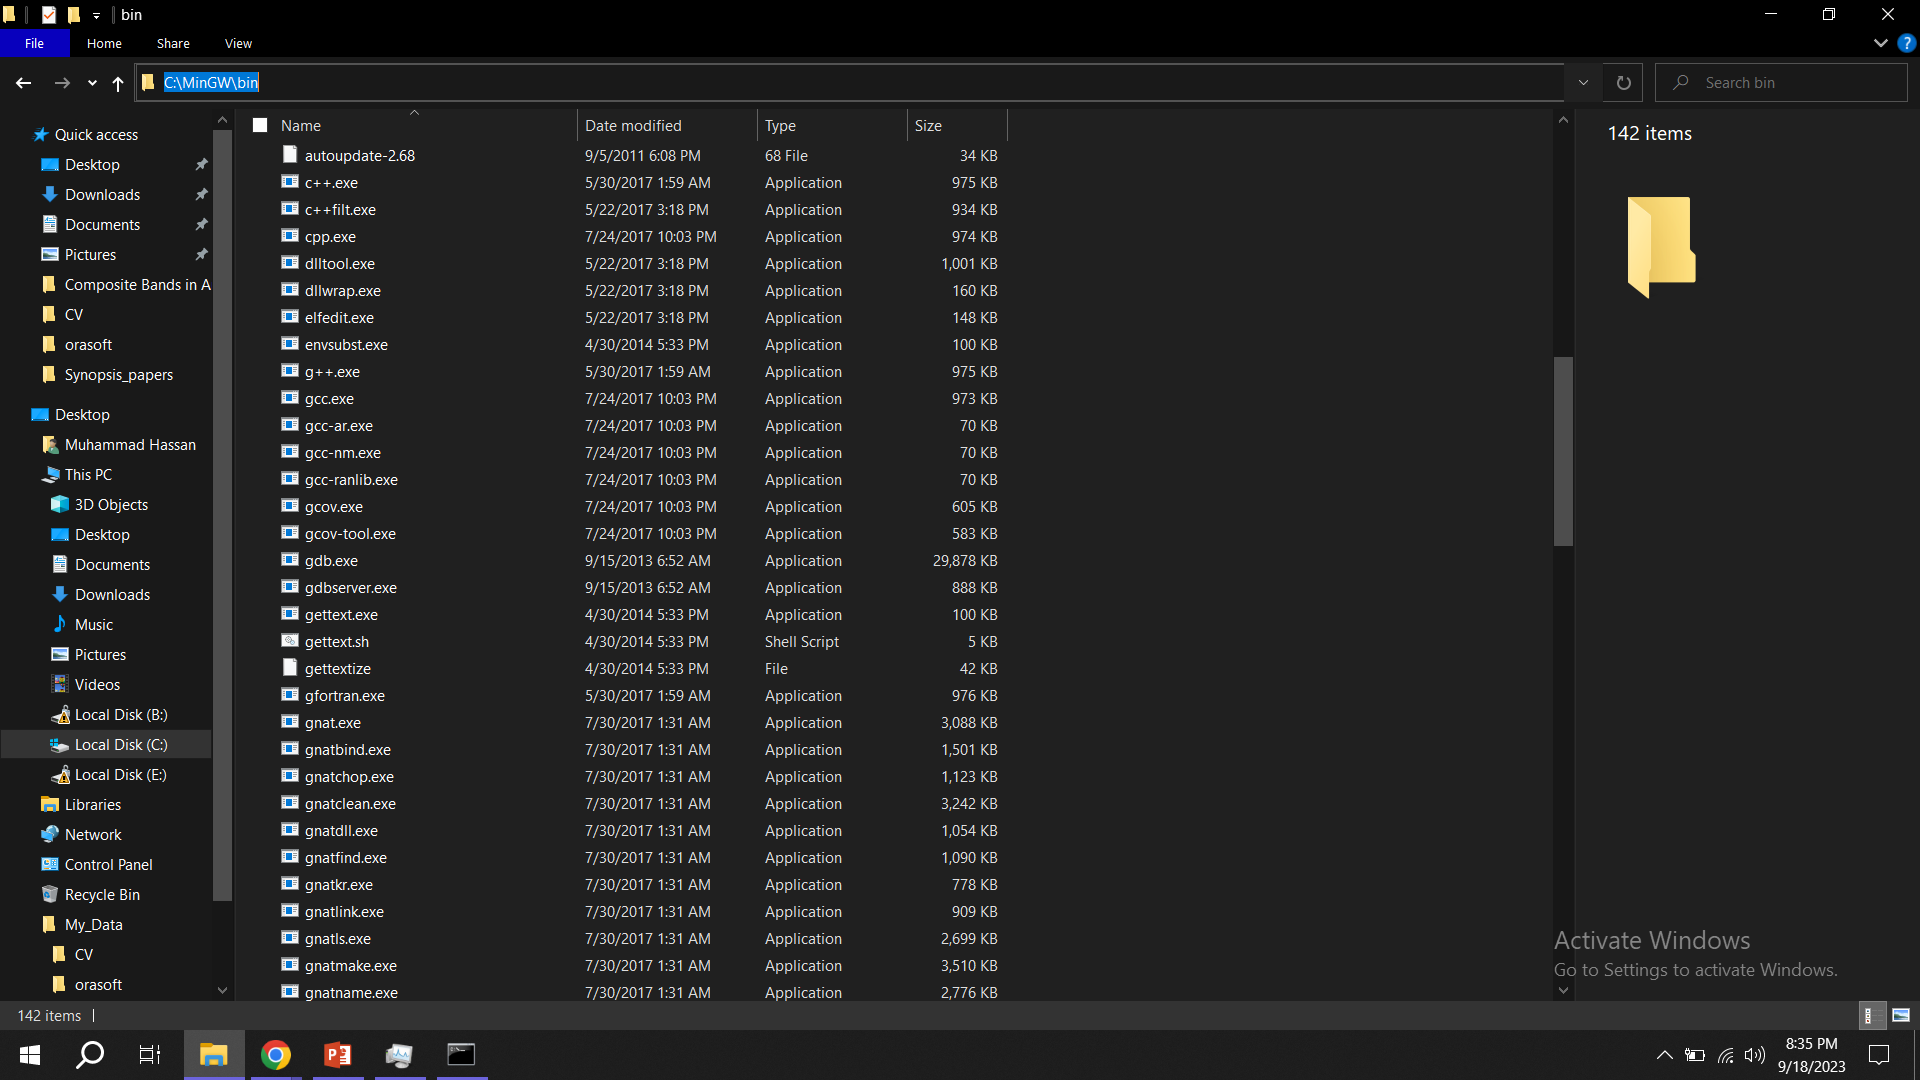 bin
File Home Share View
C:\MinGW\bin
Search bin
Quick access
Desktop
Downloads
Documents
Pictures
Composite Bands in A
CV
orasoft
Synopsis_papers
Desktop
Muhammad Hassan
This PC
3D Objects
Desktop
Documents
Downloads
Music
Pictures
Videos
Local Disk (B:)
Local Disk (C:)
Local Disk (E:)
Libraries
Network
Control Panel
Recycle Bin
My_Data
CV
orasoft
Name Date modified Type Size
autoupdate-2.68 9/5/2011 6:08 PM 68 File 34 KB
c++.exe 5/30/2017 1:59 AM Application 975 KB
c++filt.exe 5/22/2017 3:18 PM Application 934 KB
cpp.exe 7/24/2017 10:03 PM Application 974 KB
dlltool.exe 5/22/2017 3:18 PM Application 1,001 KB
dllwrap.exe 5/22/2017 3:18 PM Application 160 KB
elfedit.exe 5/22/2017 3:18 PM Application 148 KB
envsubst.exe 4/30/2014 5:33 PM Application 100 KB
g++.exe 5/30/2017 1:59 AM Application 975 KB
gcc.exe 7/24/2017 10:03 PM Application 973 KB
gcc-ar.exe 7/24/2017 10:03 PM Application 70 KB
gcc-nm.exe 7/24/2017 10:03 PM Application 70 KB
gcc-ranlib.exe 7/24/2017 10:03 PM Application 70 KB
gcov.exe 7/24/2017 10:03 PM Application 605 KB
gcov-tool.exe 7/24/2017 10:03 PM Application 583 KB
gdb.exe 9/15/2013 6:52 AM Application 29,878 KB
gdbserver.exe 9/15/2013 6:52 AM Application 888 KB
gettext.exe 4/30/2014 5:33 PM Application 100 KB
gettext.sh 4/30/2014 5:33 PM Shell Script 5 KB
gettextize 4/30/2014 5:33 PM File 42 KB
gfortran.exe 5/30/2017 1:59 AM Application 976 KB
gnat.exe 7/30/2017 1:31 AM Application 3,088 KB
gnatbind.exe 7/30/2017 1:31 AM Application 1,501 KB
gnatchop.exe 7/30/2017 1:31 AM Application 1,123 KB
gnatclean.exe 7/30/2017 1:31 AM Application 3,242 KB
gnatdll.exe 7/30/2017 1:31 AM Application 1,054 KB
gnatfind.exe 7/30/2017 1:31 AM Application 1,090 KB
gnatkr.exe 7/30/2017 1:31 AM Application 778 KB
gnatlink.exe 7/30/2017 1:31 AM Application 909 KB
gnatls.exe 7/30/2017 1:31 AM Application 2,699 KB
gnatmake.exe 7/30/2017 1:31 AM Application 3,510 KB
gnatname.exe 7/30/2017 1:31 AM Application 2,776 KB
142 items
Activate Windows
Go to Settings to activate Windows.
142 items
8:35 PM
9/18/2023